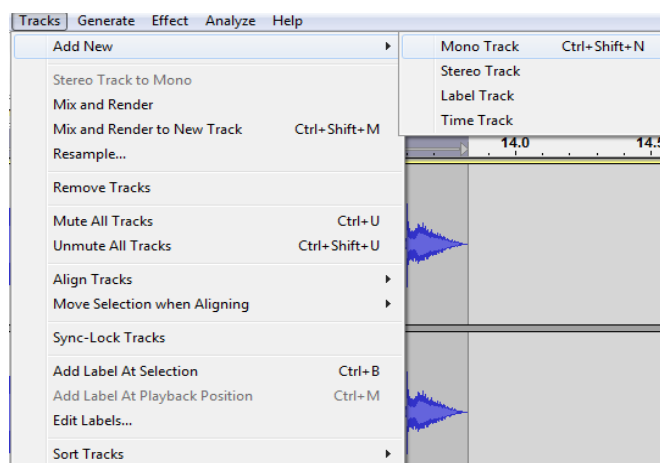 Tracks Generate Effect Analyze Help
Add New
Mono Track Ctrl+Shift+N
Stereo Track
Label Track
Time Track
Stereo Track to Mono
Mix and Render
Mix and Render to New Track Ctrl+Shift+M
Resample...
14.0 14.5
Remove Tracks
Mute All Tracks Ctrl+U
Unmute All Tracks Ctrl+Shift+U
Align Tracks
Move Selection when Aligning
Sync-Lock Tracks
Add Label At Selection Ctrl+B
Add Label At Playback Position Ctrl+M
Edit Labels...
Sort Tracks